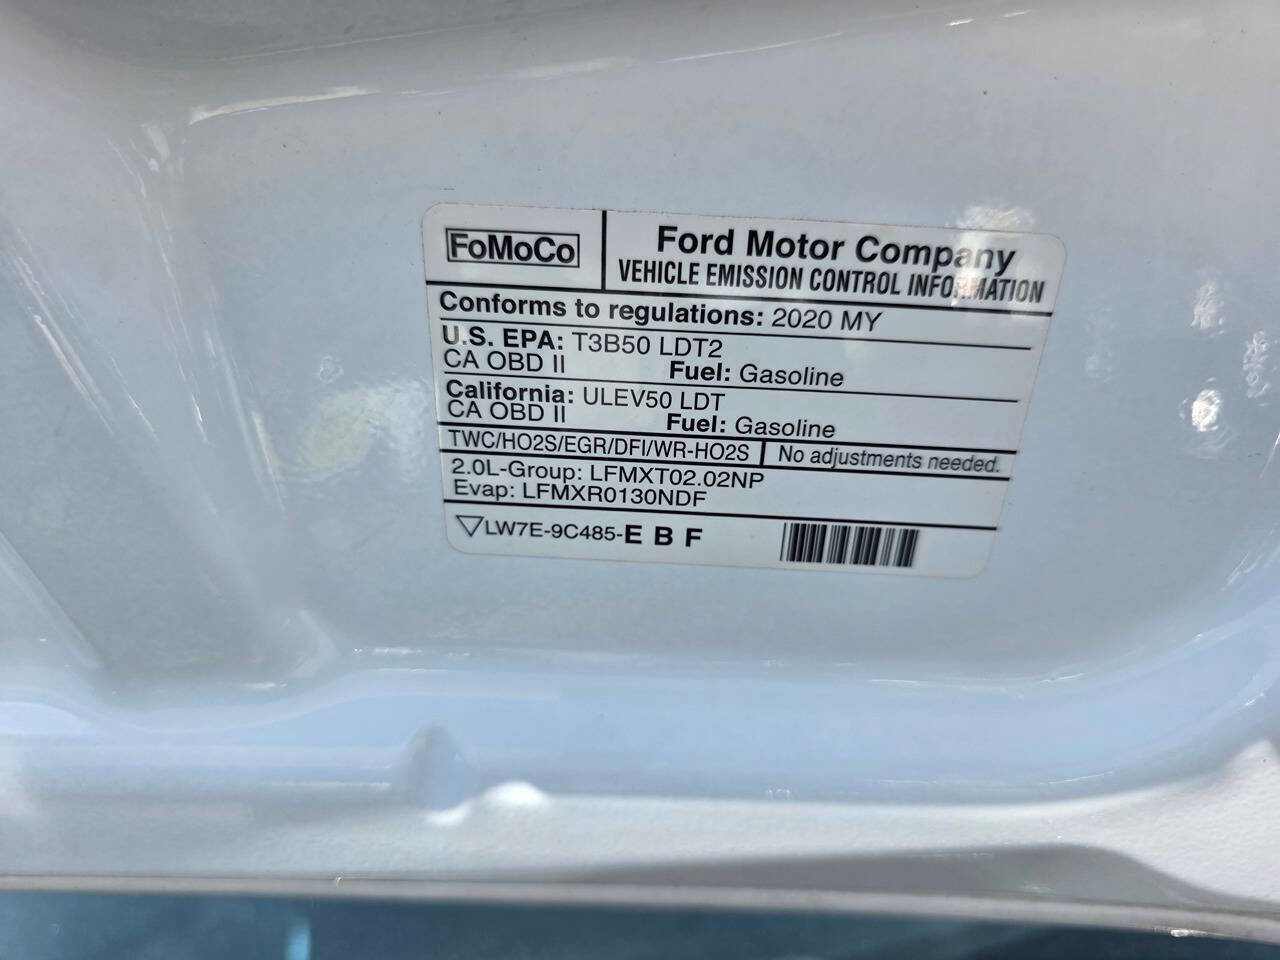 FoMoCo
Ford Motor Company
VEHICLE EMISSION CONTROL INFORMATION
Conforms to regulations: 2020 MY
U.S. EPA: T3B50 LDT2
CA OBD II Fuel: Gasoline
California: ULEV50 LDT
CA OBD II Fuel: Gasoline
TWC/HO2S/EGR/DFI/WR-HO2S No adjustments needed.
2.0L-Group: LFMXT02.02NP
Evap: LFMXR0130NDF
LW7E-9C485-E B F